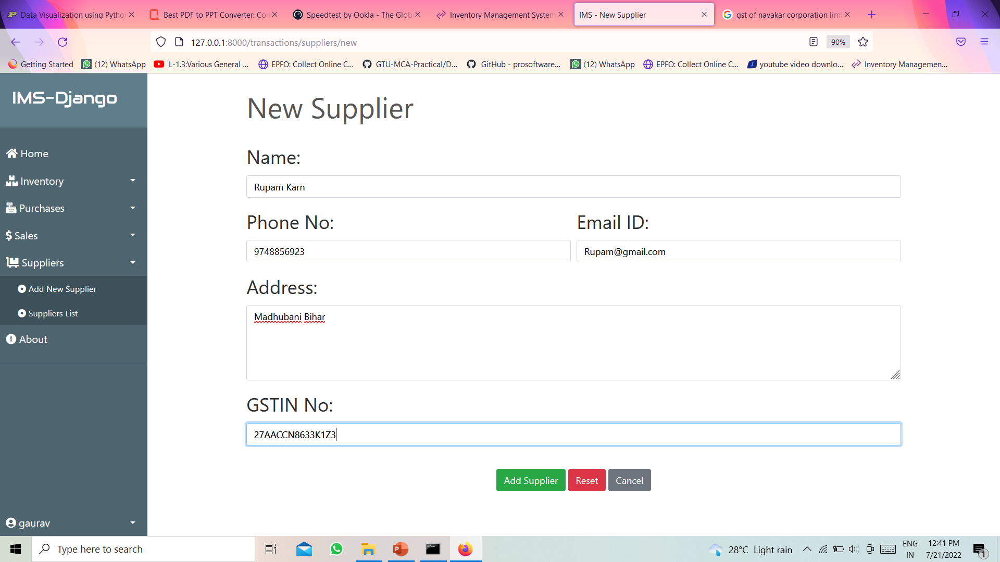 Data Visualization using Python
Best PDF to PPT Converter: Con
Speedtest by Ookla - The Glob
Inventory Management System
IMS - New Supplier
gst of navakar corporation limi
127.0.0.1:8000/transactions/suppliers/new
90%
Getting Started
(12) WhatsApp
L-1.3:Various General ...
EPFO: Collect Online C...
GTU-MCA-Practical/D...
GitHub - prosoftware...
(12) WhatsApp
EPFO: Collect Online C...
youtube video downlo...
Inventory Managemen...
IMS-Django
Home
Inventory
Purchases
Sales
Suppliers
Add New Supplier
Suppliers List
About
gaurav
New Supplier
Name:
Rupam Karn
Phone No:
Email ID:
9748856923
Rupam@gmail.com
Address:
Madhubani Bihar
GSTIN No:
27AACCN8633K1Z3
Add Supplier
Reset
Cancel
Type here to search
28°C Light rain
ENG
IN
12:41 PM
7/21/2022
1